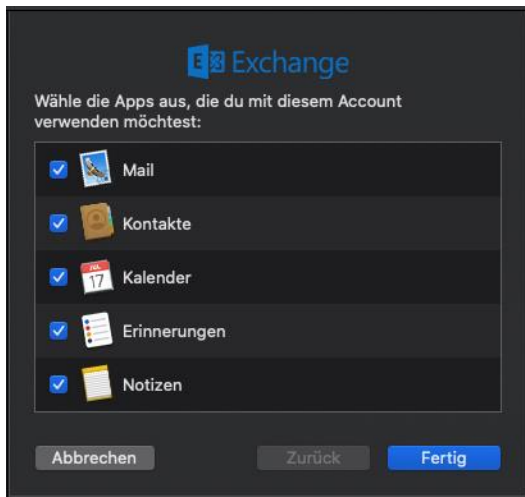 E Exchange
Wähle die Apps aus, die du mit diesem Account
verwenden möchtest:
Mail
Kontakte
JUL
17
Kalender
Erinnerungen
Notizen
Abbrechen
Zurück
Fertig